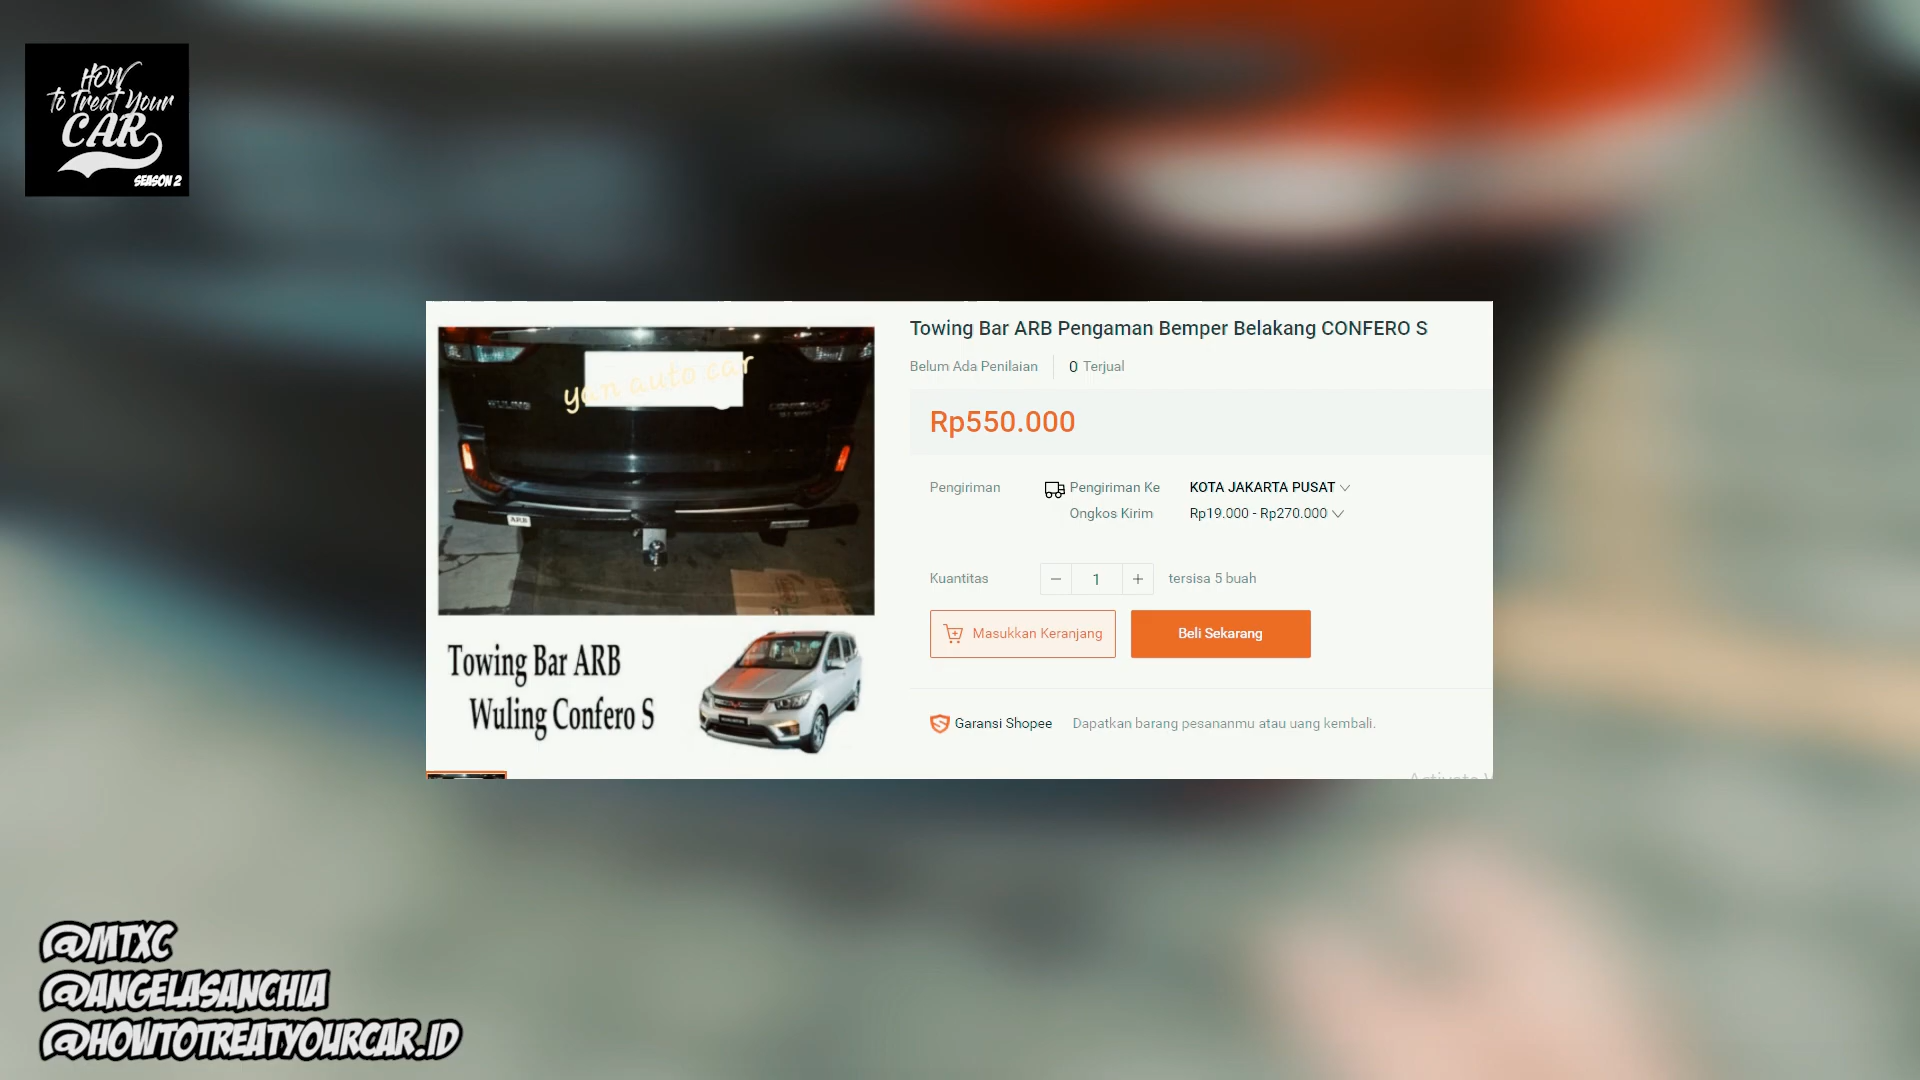 HOW
to Treat Your
CAR
SEASON 2
yan auto car
WULING
ARB
Towing Bar ARB
Wuling Confero S
Towing Bar ARB Pengaman Bemper Belakang CONFERO S
Belum Ada Penilaian
0 Terjual
Rp550.000
Pengiriman
Pengiriman Ke
KOTA JAKARTA PUSAT
Ongkos Kirim
Rp19.000 - Rp270.000
Kuantitas
1
tersisa 5 buah
Masukkan Keranjang
Beli Sekarang
Garansi Shopee
Dapatkan barang pesananmu atau uang kembali.
@MTXC
@ANGELASANCHIA
@HOWTOTREATYOURCAR.ID